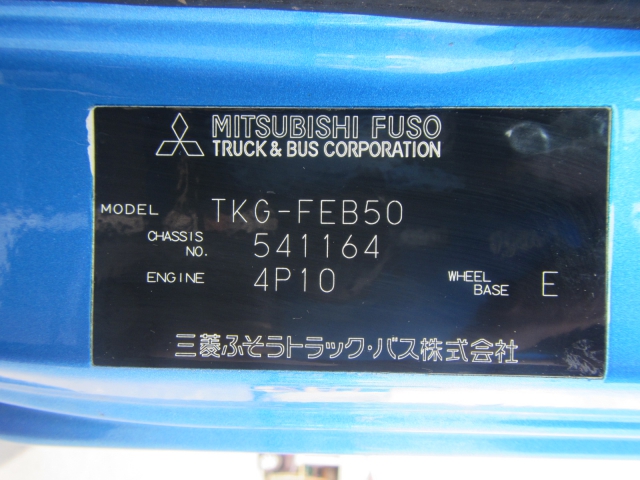 MITSUBISHI FUSO
TRUCK & BUS CORPORATION
MODEL TKG-FEB50
CHASSIS NO. 541164
ENGINE 4P10 WHEEL BASE E
三菱ふそうトラック・バス株式会社